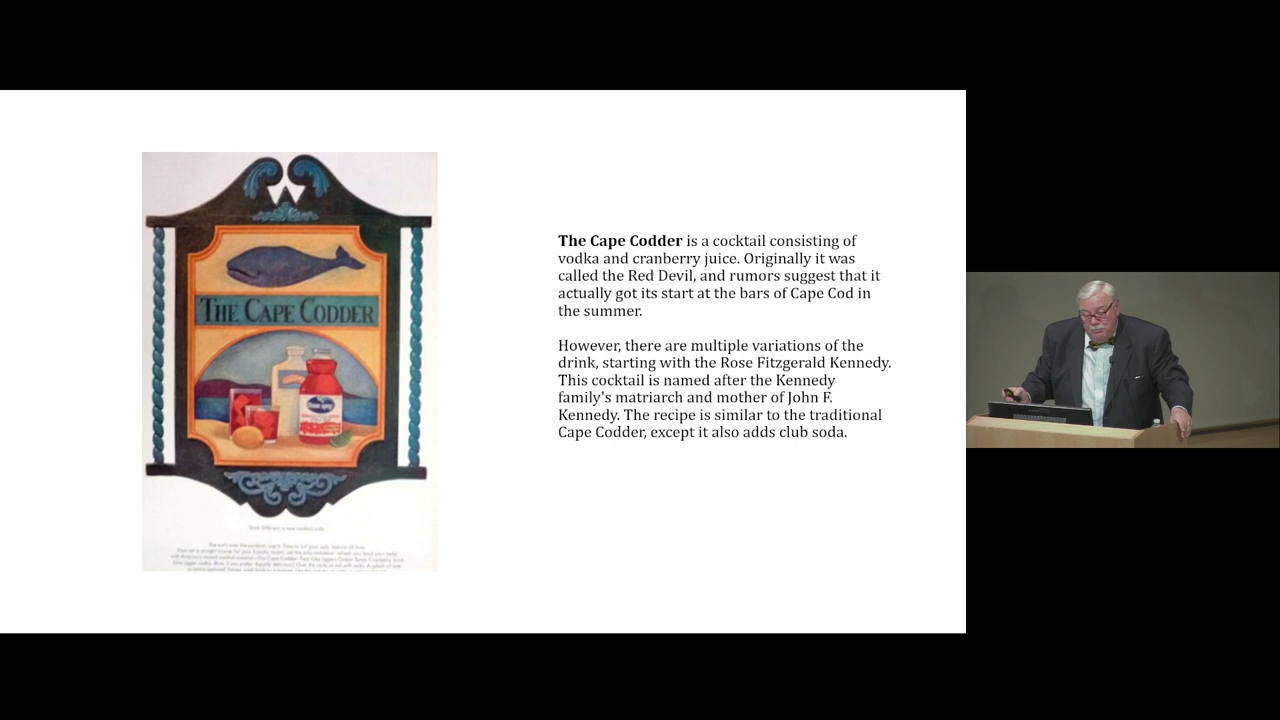 THE CAPE CODDER
Ocean Spray
The Cape Codder is a cocktail consisting of
vodka and cranberry juice. Originally it was
called the Red Devil, and rumors suggest that it
actually got its start at the bars of Cape Cod in
the summer.
However, there are multiple variations of the
drink, starting with the Rose Fitzgerald Kennedy.
This cocktail is named after the Kennedy
family's matriarch and mother of John F.
Kennedy. The recipe is similar to the traditional
Cape Codder, except it also adds club soda.